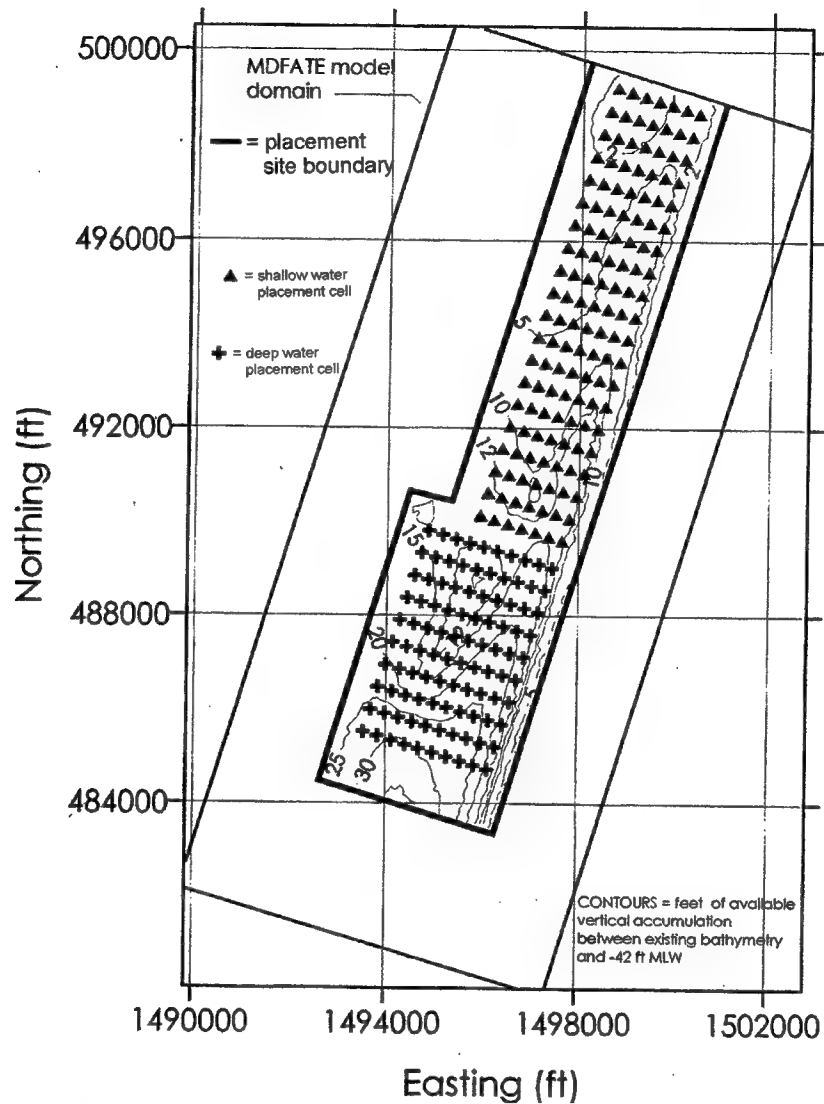 500000
496000
492000
488000
484000
Northing (ft)
MDFATE model
domain
= placement
site boundary
= shallow water
placement cell
= deep water
placement cell
2
2
5
10
12
10
15
20
25
30
CONTOURS = feet of available
vertical accumulation
between existing bathymetry
and -42 ft MLW
1490000
1494000
1498000
1502000
Easting (ft)